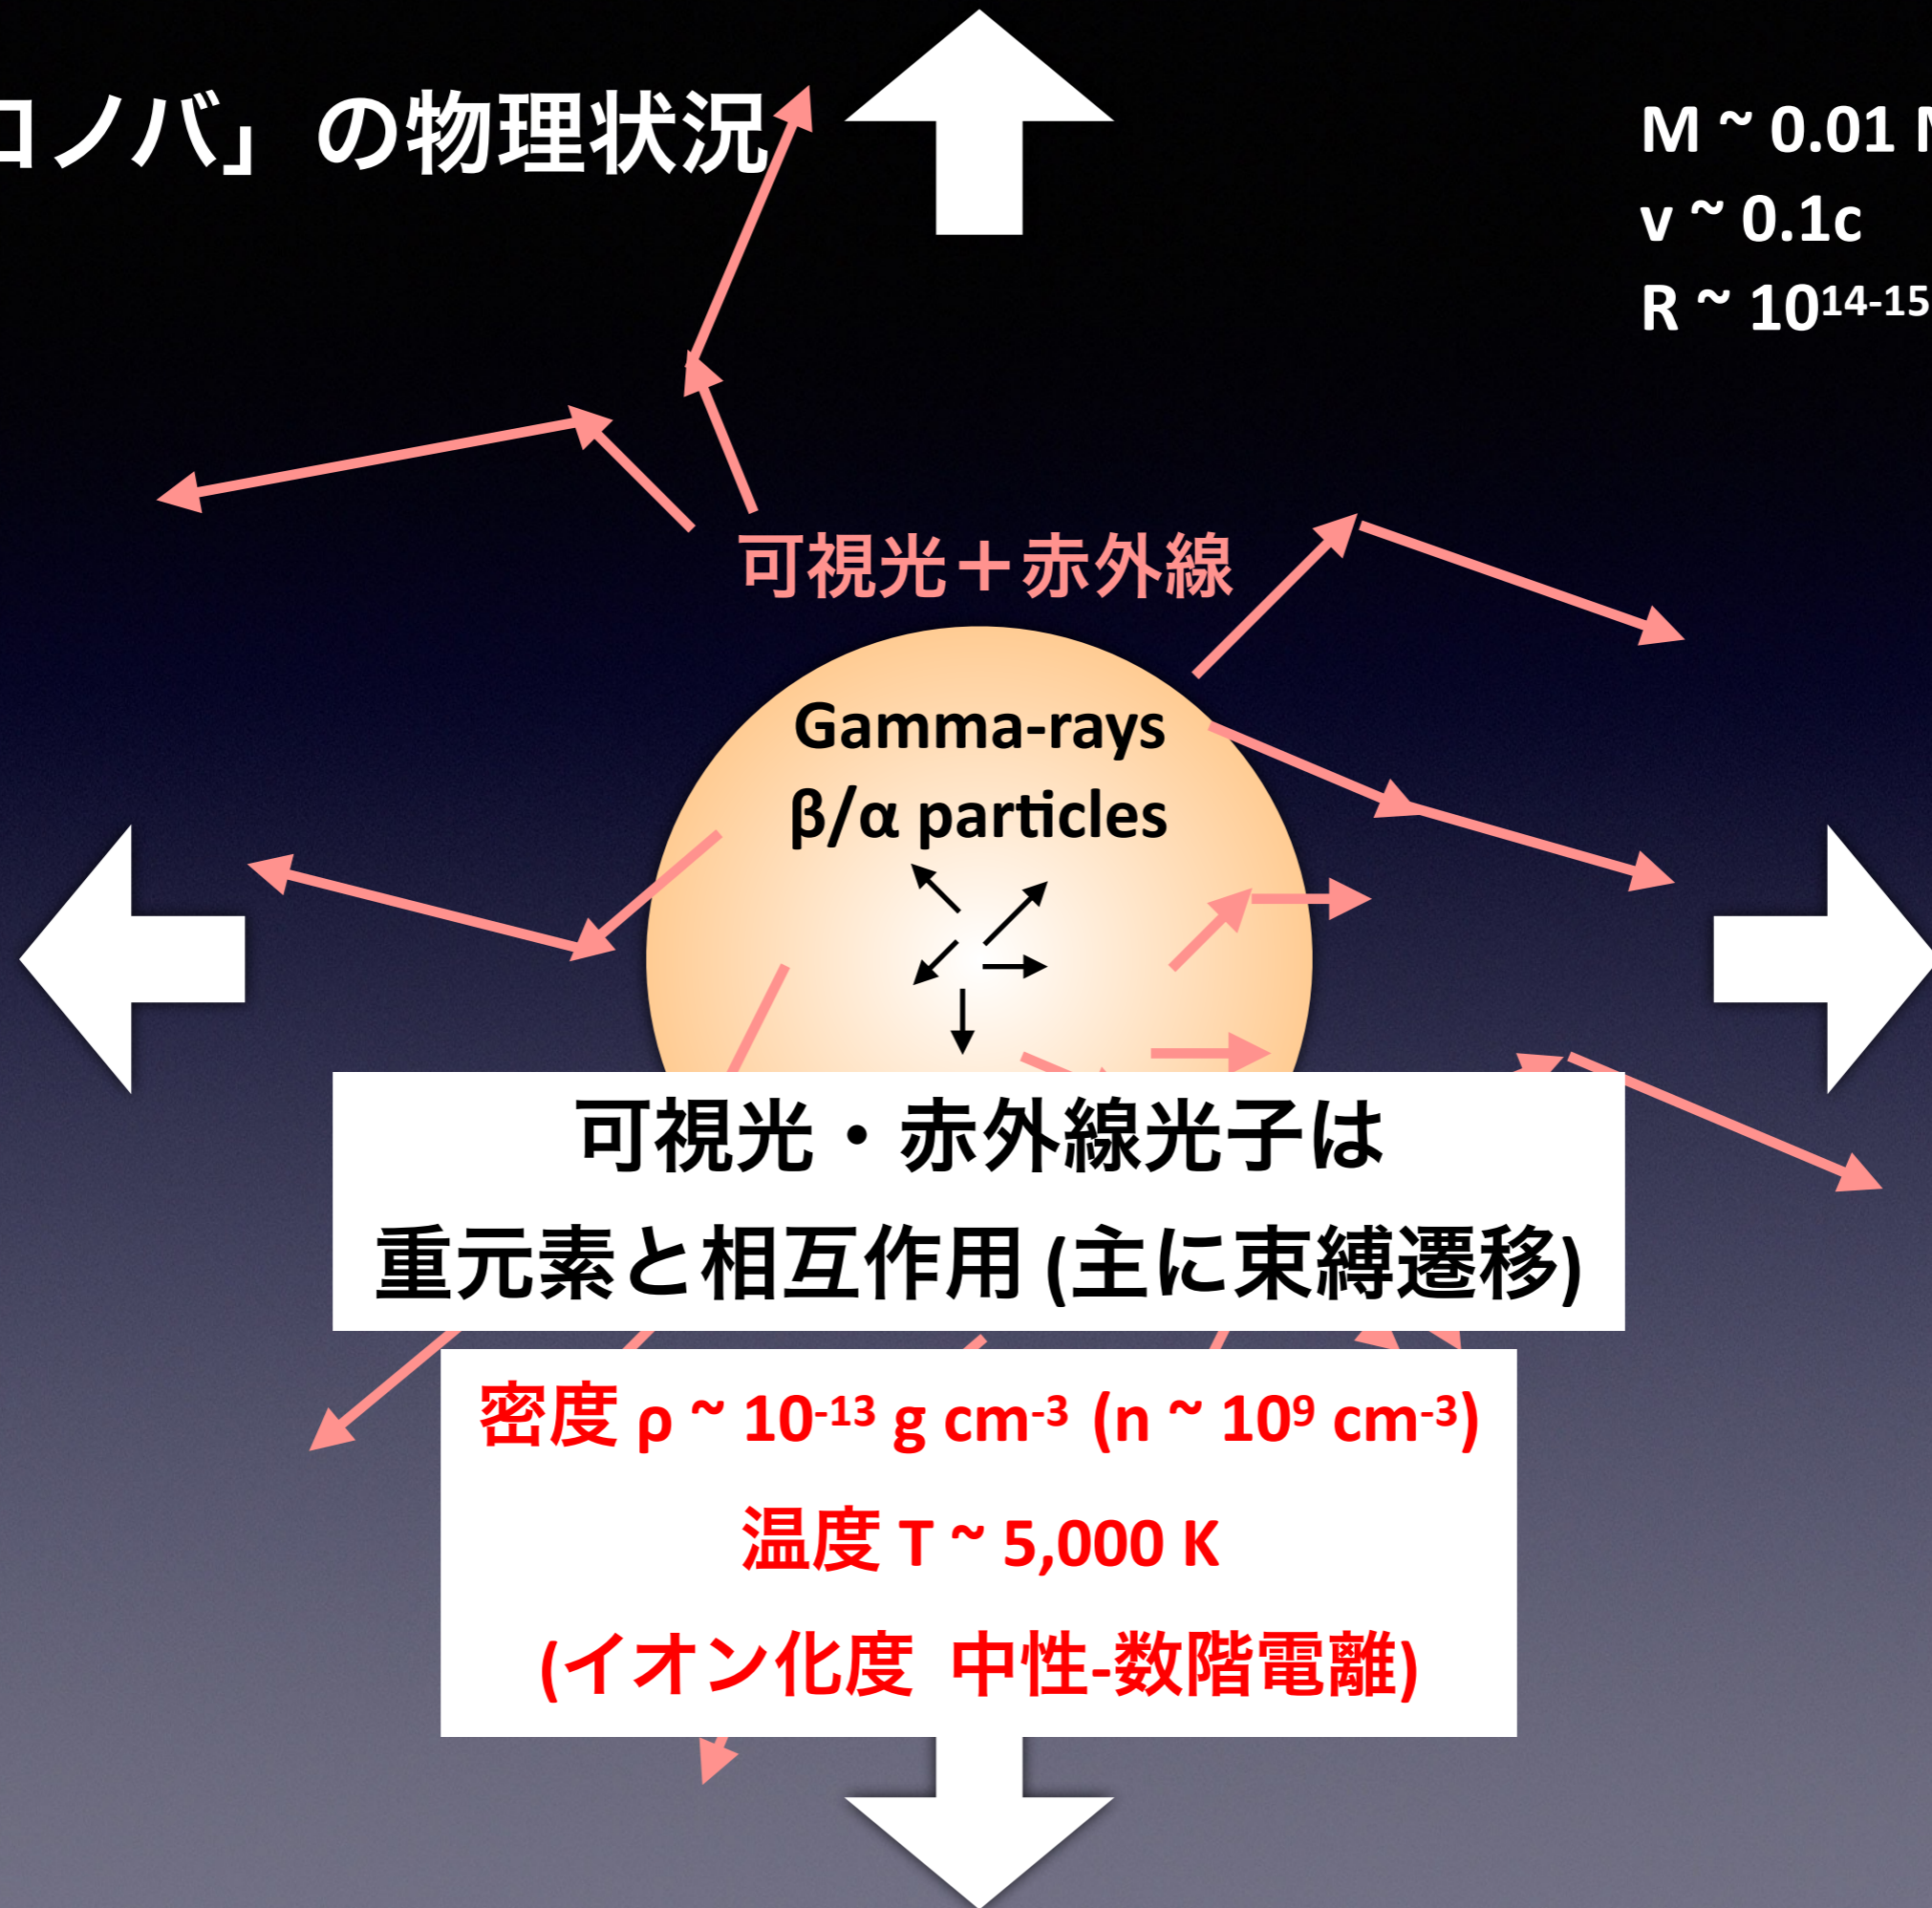 ロノバ」の物理状況
M ~ 0.01
v ~ 0.1c
R ~ 10¹⁴⁻¹⁵
可視光＋赤外線
Gamma-rays
β/α particles
可視光・赤外線光子は
重元素と相互作用 (主に束縛遷移)
密度 ρ ~ 10⁻¹³ g cm⁻³ (n ~ 10⁹ cm⁻³)
温度 T ~ 5,000 K
(イオン化度 中性-数階電離)